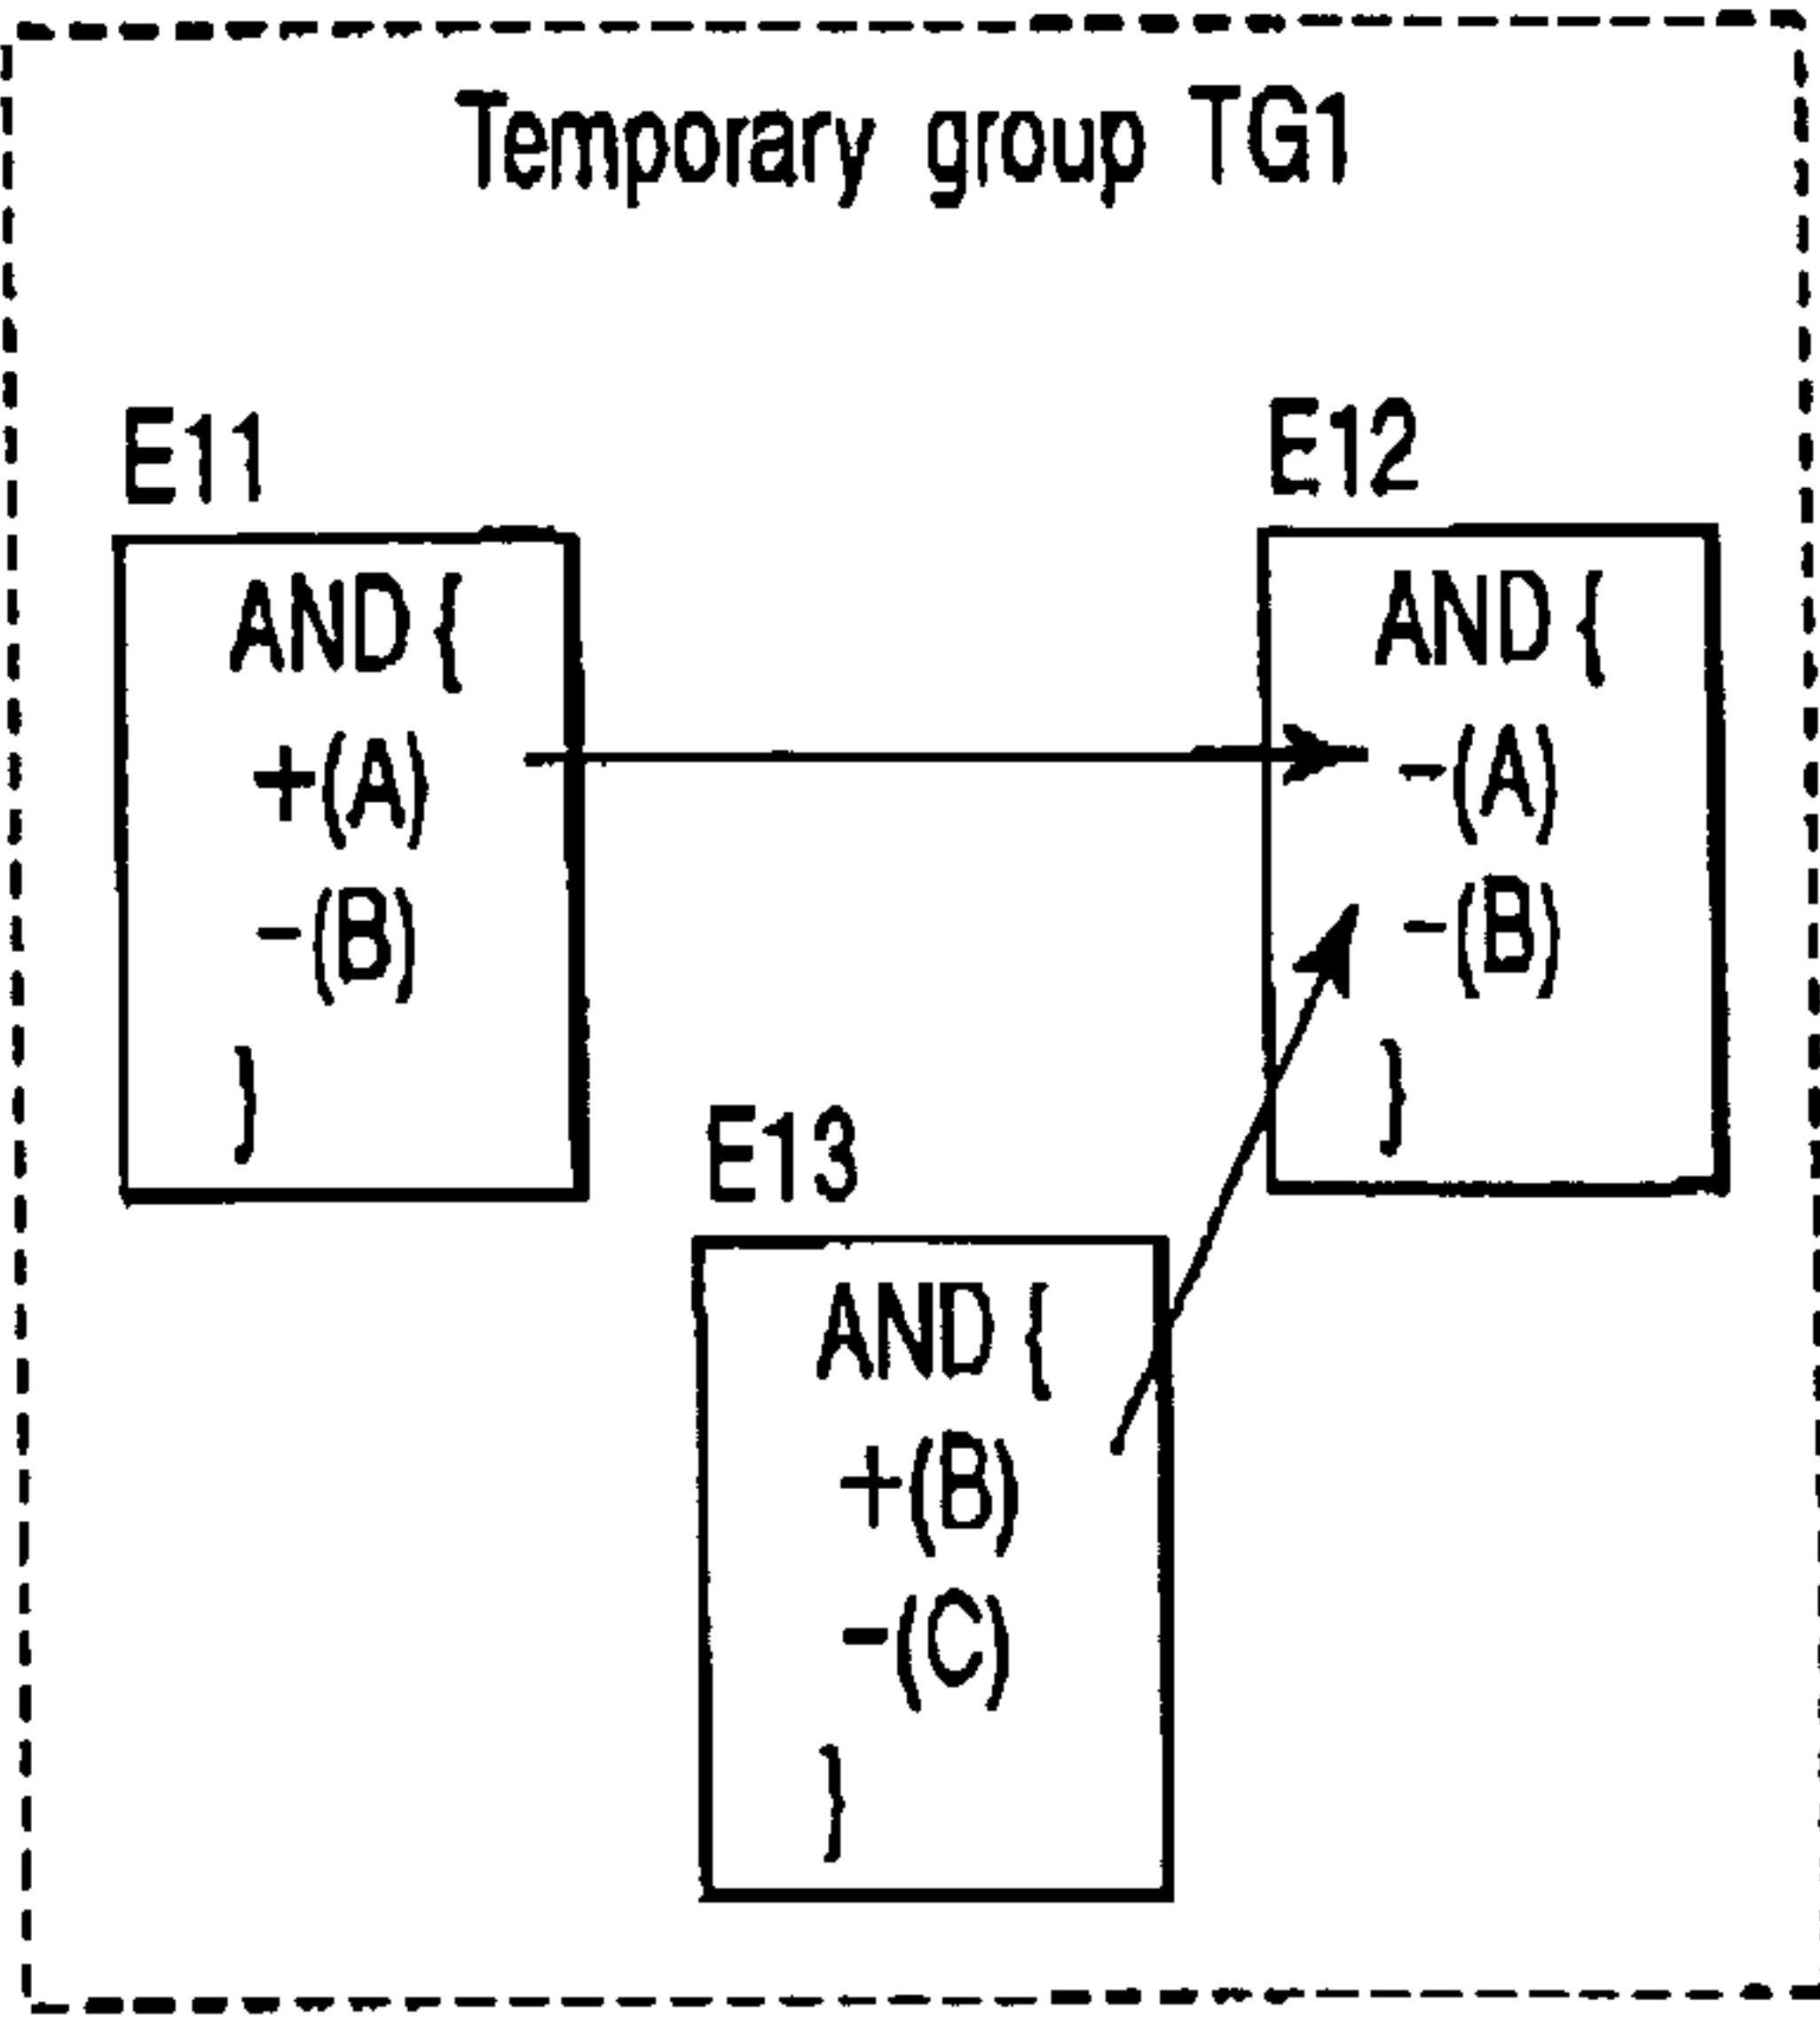 Temporary group TG1
E11
AND {
+(A)
-(B)
}
E12
AND {
-(A)
-(B)
}
E13
AND {
+(B)
-(C)
}